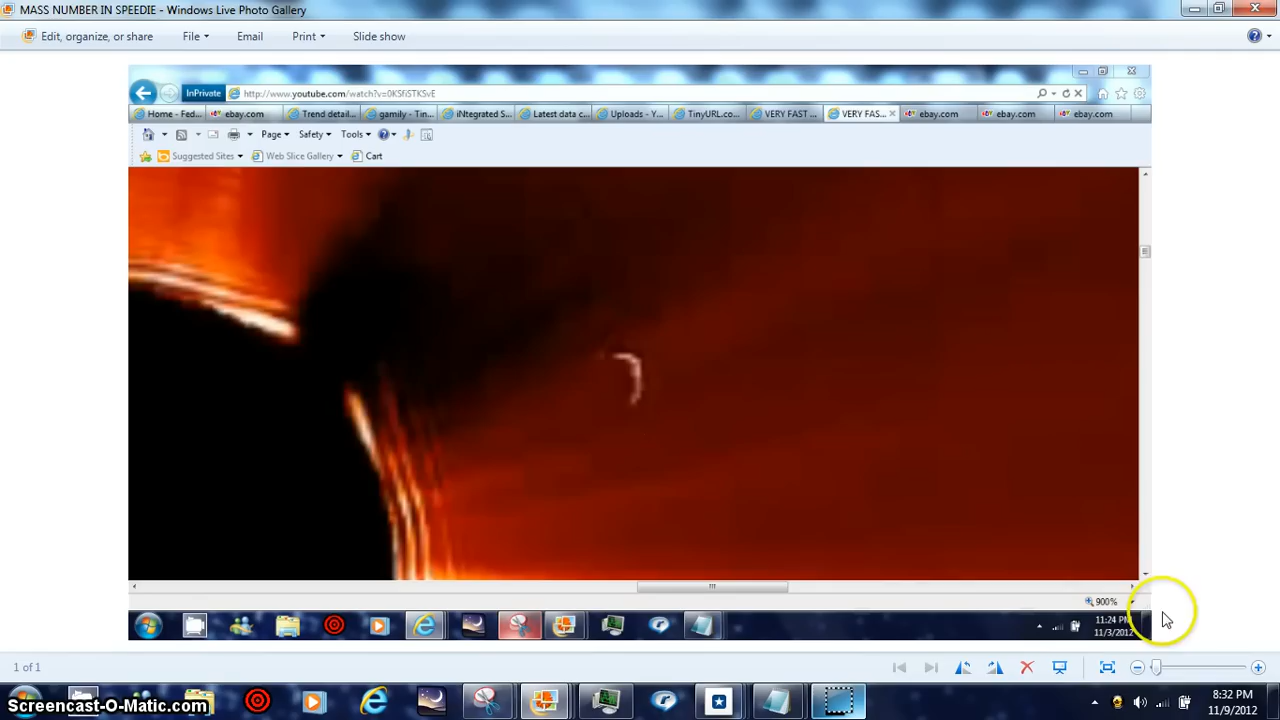 MASS NUMBER IN SPEEDIE - Windows Live Photo Gallery
Edit, organize, or share File Email Print Slide show
InPrivate http://www.youtube.com/watch?v=0KSfiSTKSvE
Home - Fed... ebay.com Trend detail... gamily - Tin... iNtegrated S... Latest data c... Uploads - Y... TinyURL.co... VERY FAST ... VERY FAS... ebay.com ebay.com ebay.com
Page Safety Tools
Suggested Sites Web Slice Gallery Cart
900%
11:24 PM
11/3/2012
1 of 1
8:32 PM
11/9/2012
Screencast-O-Matic.com